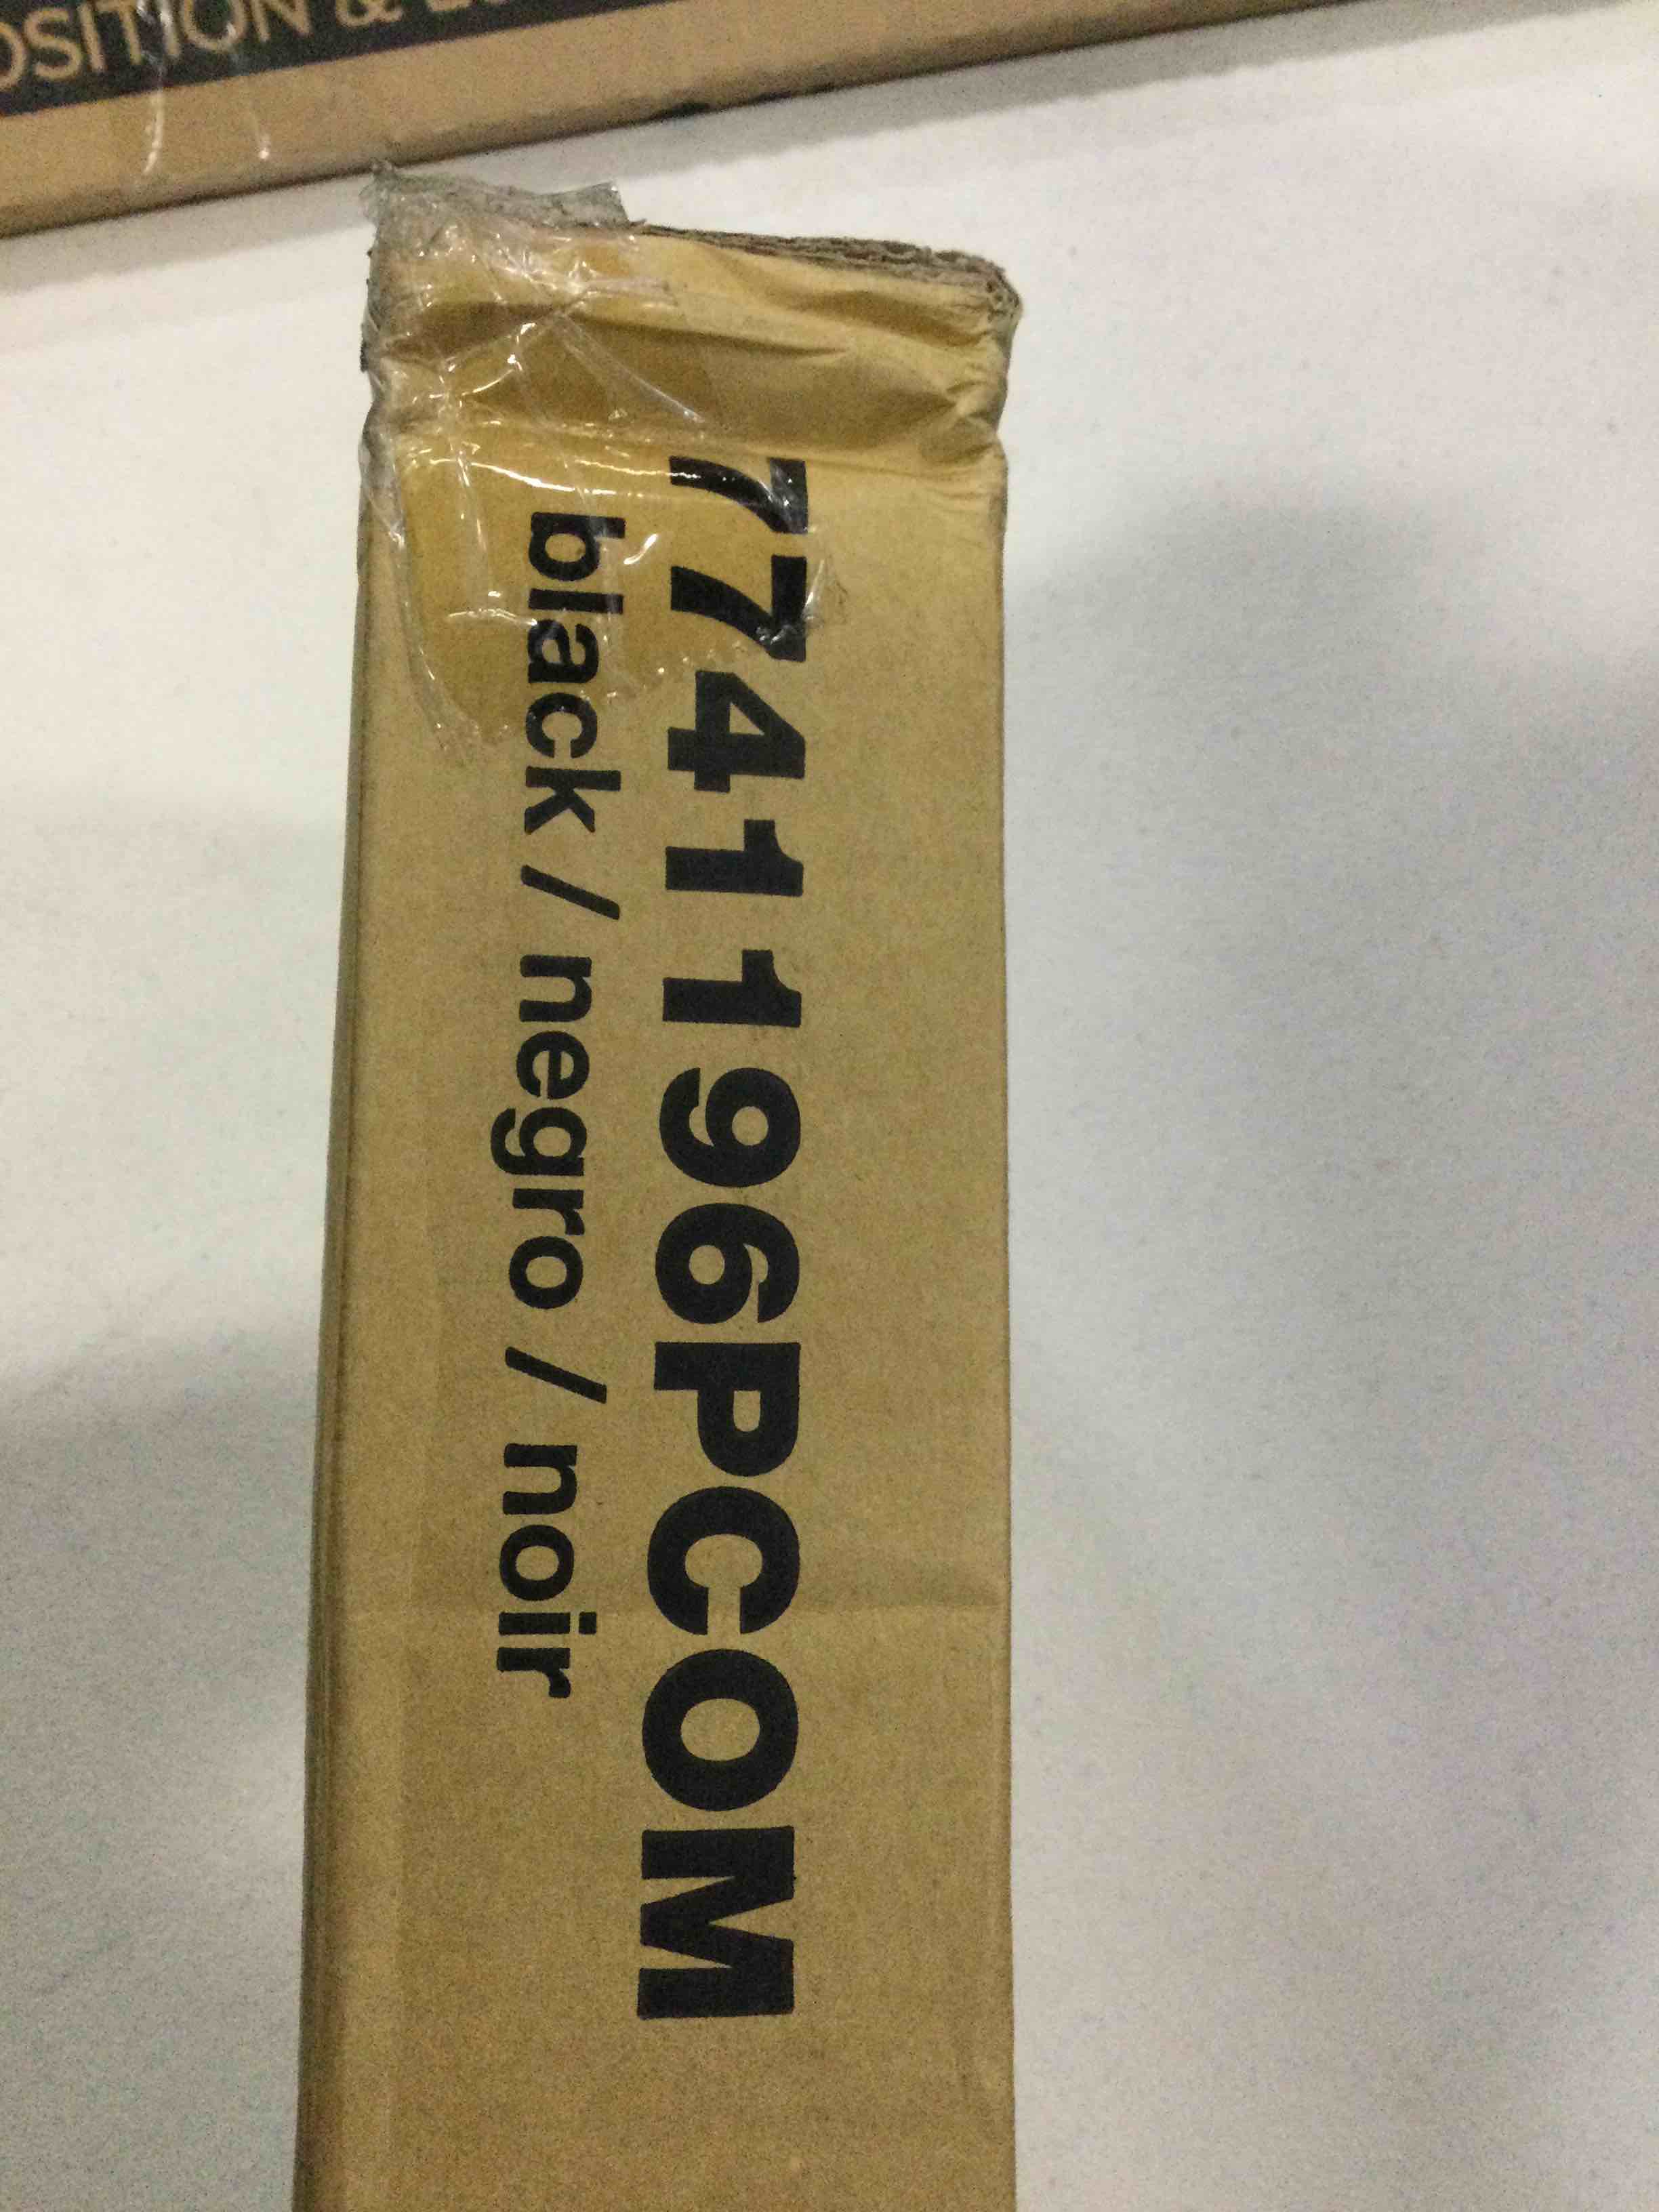 OSITION &
7741196PCOM
black / negro / noir